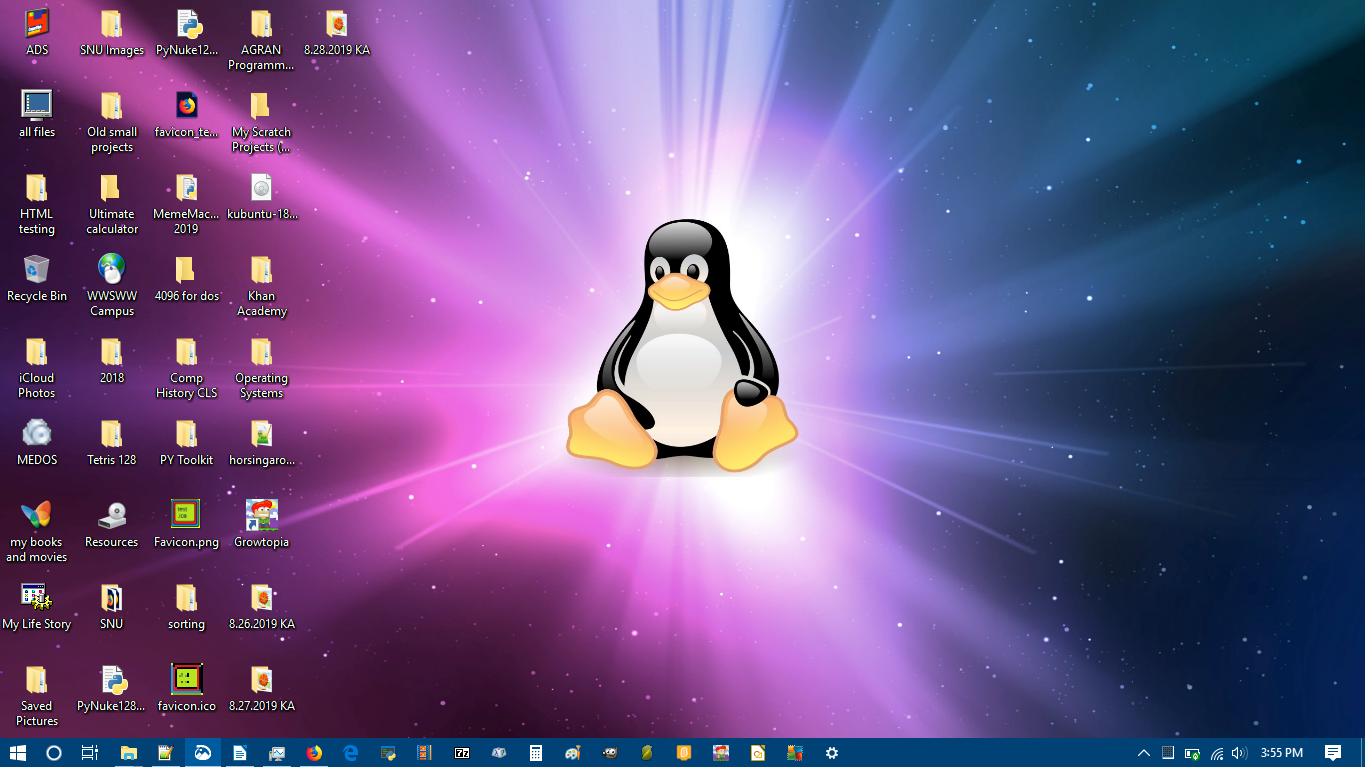 ADS
SNU Images
PyNuke12...
AGRAN
Programm...
8.28.2019 KA
all files
Old small
projects
favicon_te...
My Scratch
Projects (...
HTML
testing
Ultimate
calculator
MemeMac...
2019
kubuntu-18...
Recycle Bin
WWSWW
Campus
4096 for dos
Khan
Academy
iCloud
Photos
2018
Comp
History CLS
Operating
Systems
MEDOS
Tetris 128
PY Toolkit
horsingaro...
my books
and movies
Resources
Favicon.png
Growtopia
My Life Story
SNU
sorting
8.26.2019 KA
Saved
Pictures
PyNuke128...
favicon.ico
8.27.2019 KA
3:55 PM